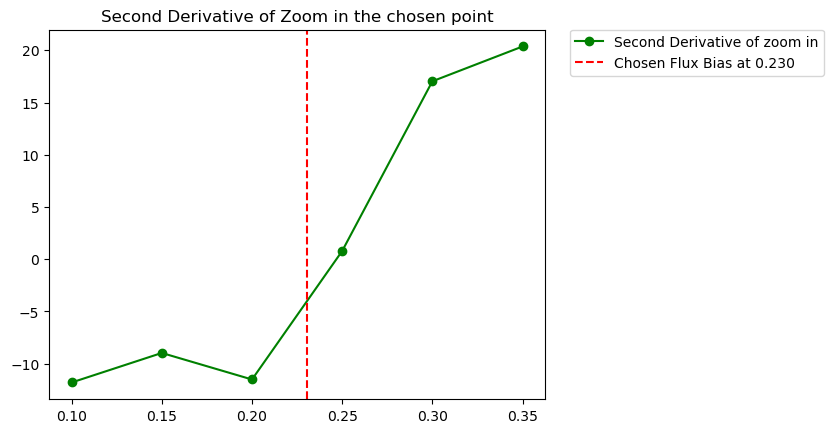 Second Derivative of Zoom in the chosen point
Second Derivative of zoom in
Chosen Flux Bias at 0.230
20
15
10
5
0
−5
−10
0.10 0.15 0.20 0.25 0.30 0.35